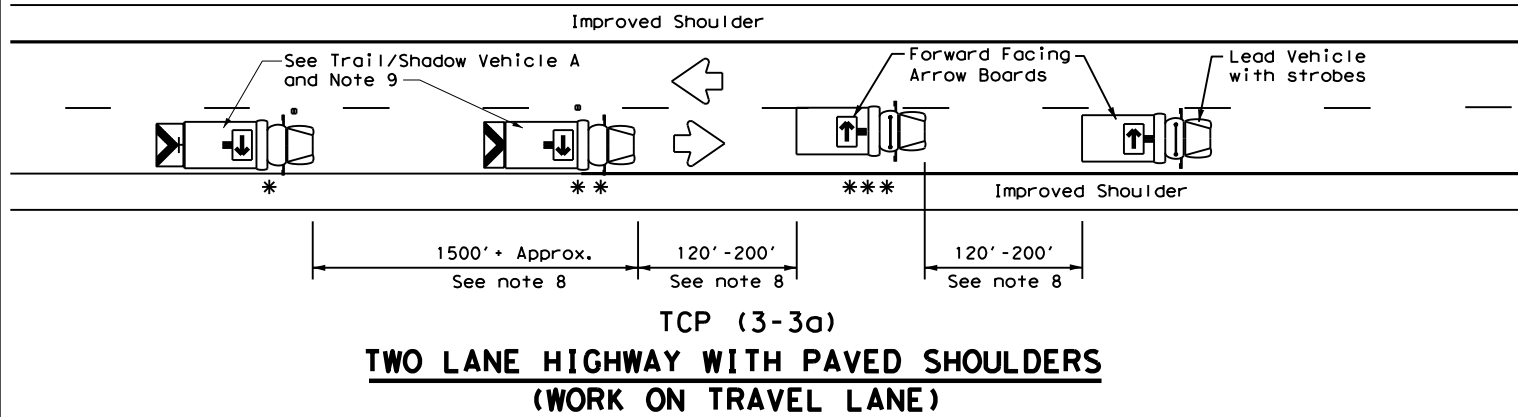 Improved Shoulder
See Trail/Shadow Vehicle A
and Note 9
Forward Facing
Arrow Boards
Lead Vehicle
with strobes
*
* *
***
Improved Shoulder
1500'+ Approx.
See note 8
120'-200'
See note 8
120'-200'
See note 8
TCP (3-3a)
TWO LANE HIGHWAY WITH PAVED SHOULDERS
(WORK ON TRAVEL LANE)